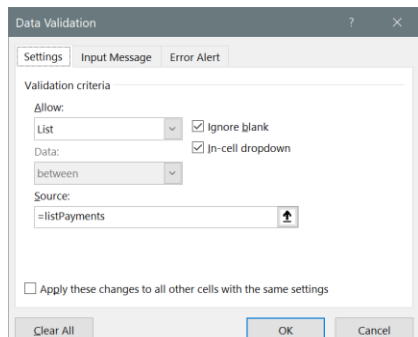 Data Validation ? ×
Settings Input Message Error Alert
Validation criteria
Allow:
List Ignore blank
Data: In-cell dropdown
between
Source:
=listPayments
Apply these changes to all other cells with the same settings
Clear All OK Cancel